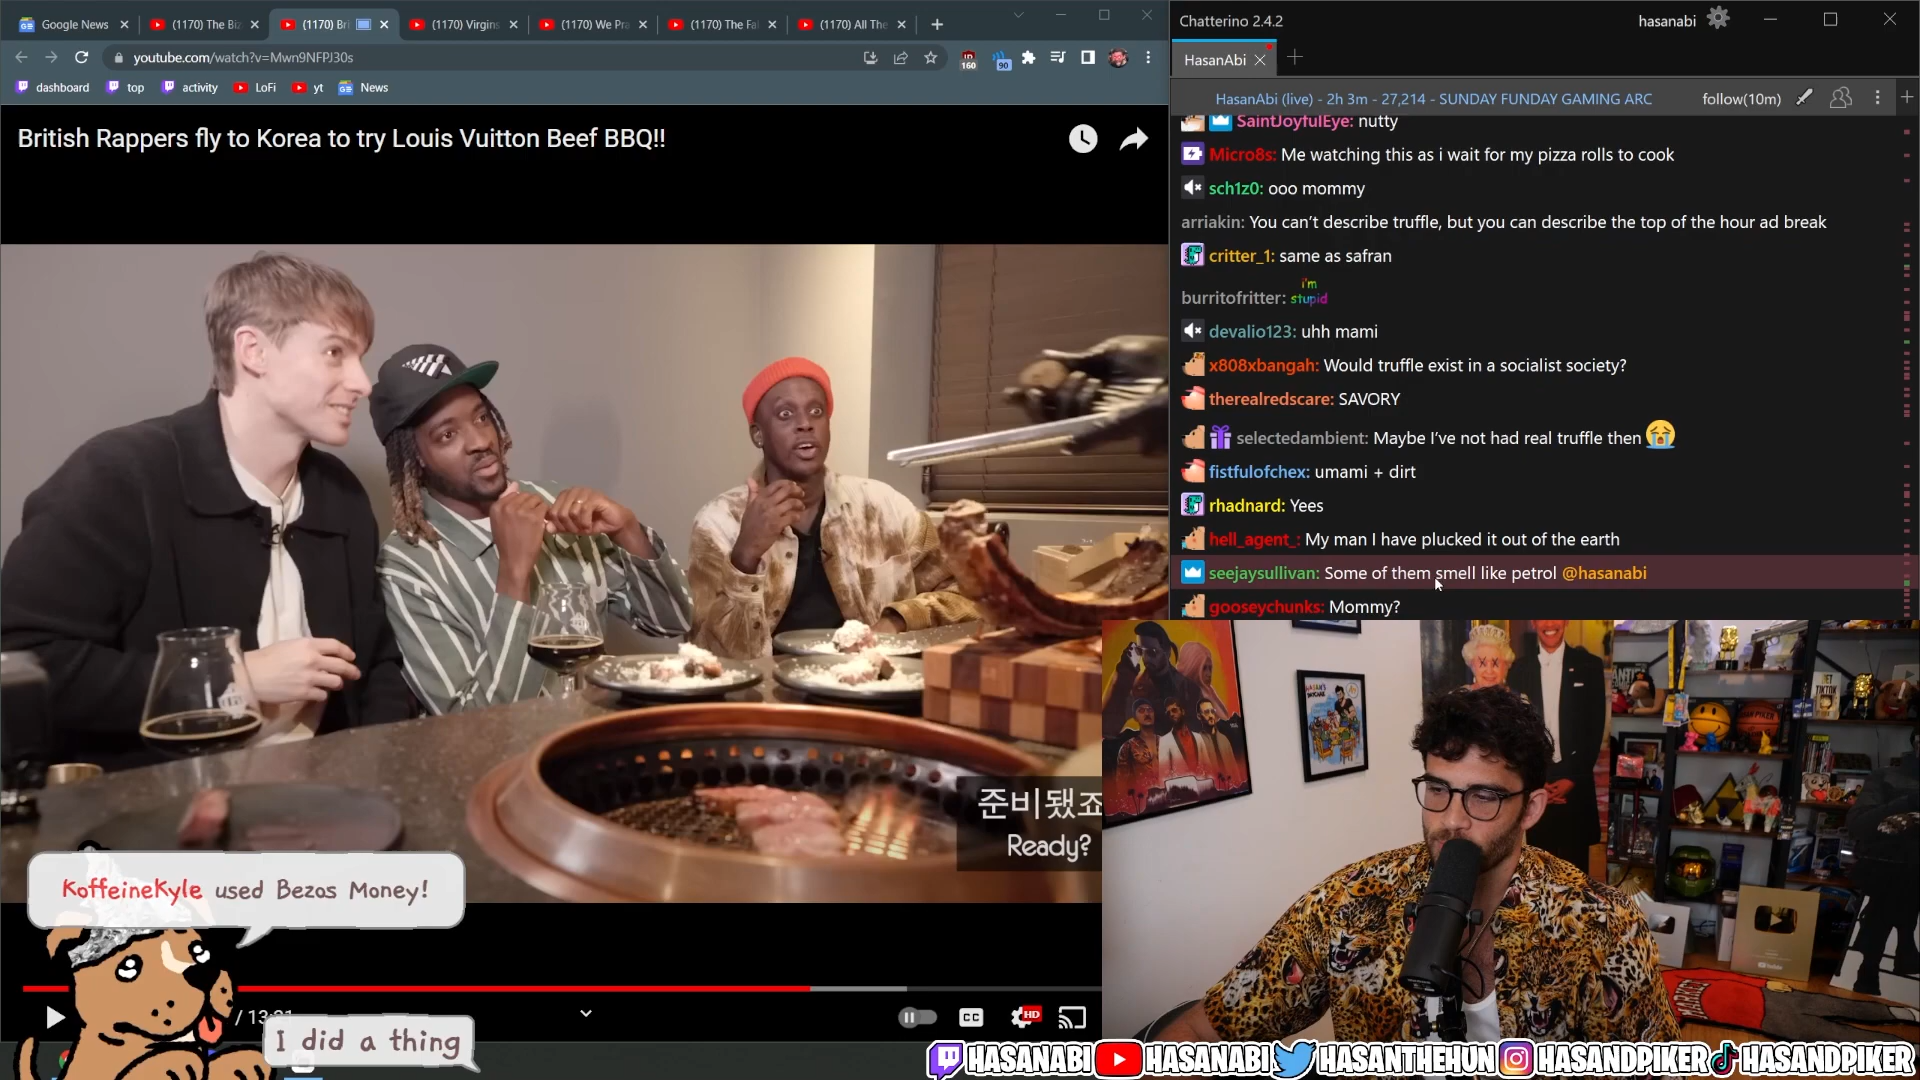 Google News
(1170) The Biz
(1170) Bri
(1170) Virgins
(1170) We Pra
(1170) The Fal
(1170) All The
youtube.com/watch?v=Mwn9NFPJ30s
160
90
dashboard
top
activity
LoFi
yt
News
British Rappers fly to Korea to try Louis Vuitton Beef BBQ!!
준비됐죠
Ready?
KoffeineKyle used Bezos Money!
I did a thing
CC
HD
Chatterino 2.4.2
hasanabi
HasanAbi
HasanAbi (live) - 2h 3m - 27,214 - SUNDAY FUNDAY GAMING ARC
follow(10m)
SaintJoyfulEye: nutty
Micro8s: Me watching this as i wait for my pizza rolls to cook
sch1z0: ooo mommy
arriakin: You can't describe truffle, but you can describe the top of the hour ad break
critter_1: same as safran
burritofritter: i'm stupid
devalio123: uhh mami
x808xbangah: Would truffle exist in a socialist society?
therealredscare: SAVORY
selectedambient: Maybe I've not had real truffle then
fistfulofchex: umami + dirt
rhadnard: Yees
hell_agent_: My man I have plucked it out of the earth
seejaysullivan: Some of them smell like petrol @hasanabi
gooseychunks: Mommy?
HASANABI HASANABI HASANTHEHUN HASANDPIKER HASANDPIKER